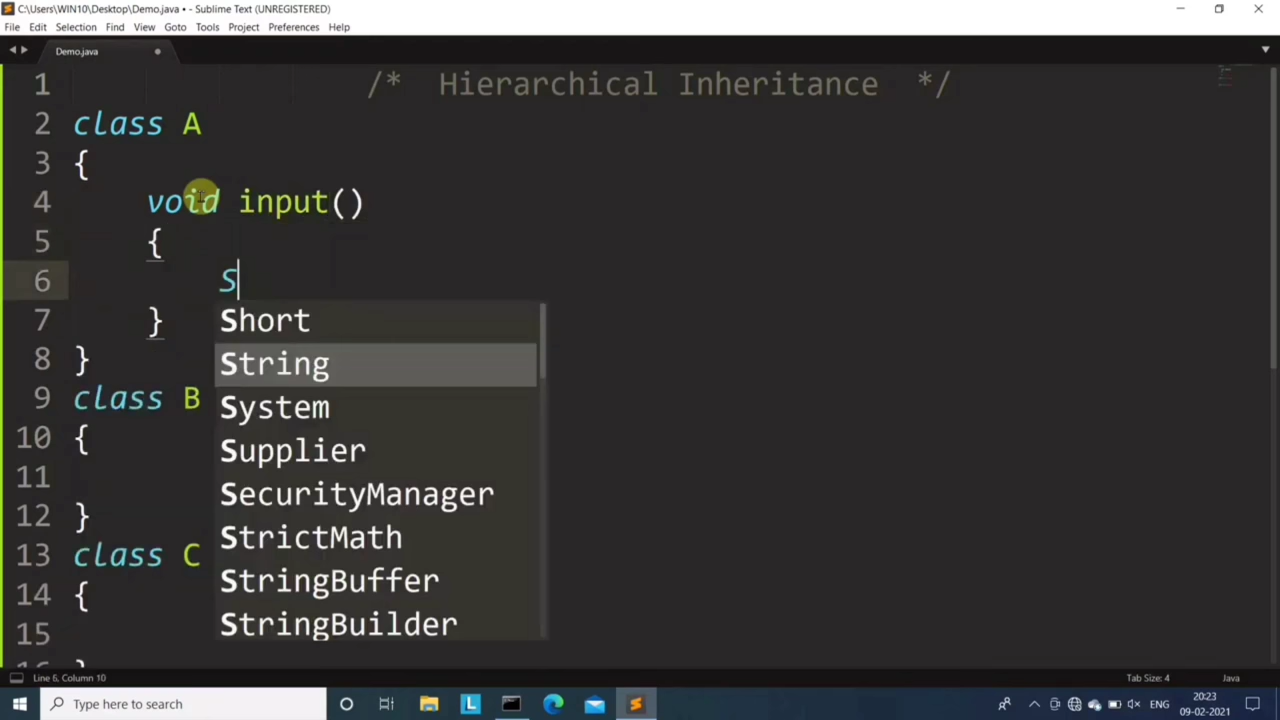 C:\Users\WIN10\Desktop\Demo.java • - Sublime Text (UNREGISTERED)
File Edit Selection Find View Goto Tools Project Preferences Help
Demo.java
1 /* Hierarchical Inheritance */
2 class A
3 {
4 void input()
5 {
6 S
7 }
8 }
9 class B
10 {
11
12 }
13 class C
14 {
15
16 }
Short
String
System
Supplier
SecurityManager
StrictMath
StringBuffer
StringBuilder
Line 6, Column 10 Tab Size: 4 Java
Type here to search L ENG 20:23
09-02-2021